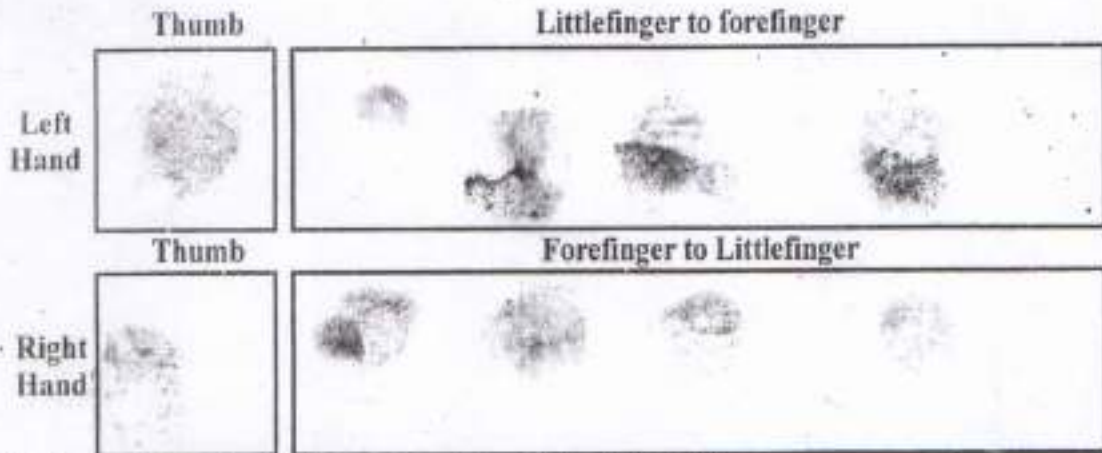 Thumb Littlefinger to forefinger
Left
Hand
Thumb Forefinger to Littlefinger
Right
Hand